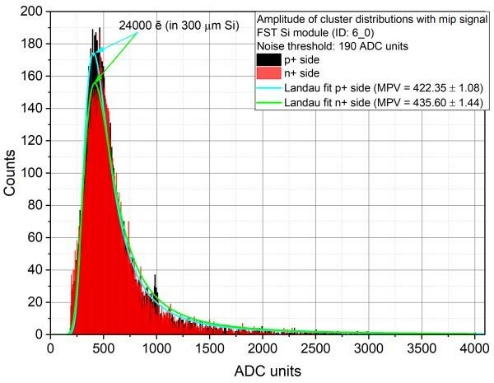 200
180
160
140
120
100
80
60
40
20
0
Counts
24000 ē (in 300 µm Si)
Amplitude of cluster distributions with mip signal
FST Si module (ID: 6_0)
Noise threshold: 190 ADC units
p+ side
n+ side
Landau fit p+ side (MPV = 422.35 ± 1.08)
Landau fit n+ side (MPV = 435.60 ± 1.44)
0 500 1000 1500 2000 2500 3000 3500 4000
ADC units